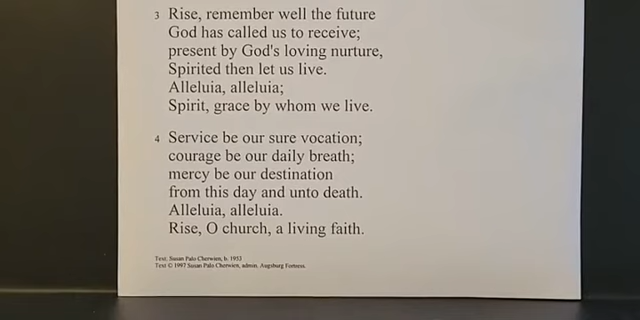 3 Rise, remember well the future
God has called us to receive;
present by God's loving nurture,
Spirited then let us live.
Alleluia, alleluia;
Spirit, grace by whom we live.
4 Service be our sure vocation;
courage be our daily breath;
mercy be our destination
from this day and unto death.
Alleluia, alleluia.
Rise, O church, a living faith.
Text: Susan Palo Cherwien, b. 1953
Text © 1997 Susan Palo Cherwien, admin. Augsburg Fortress.